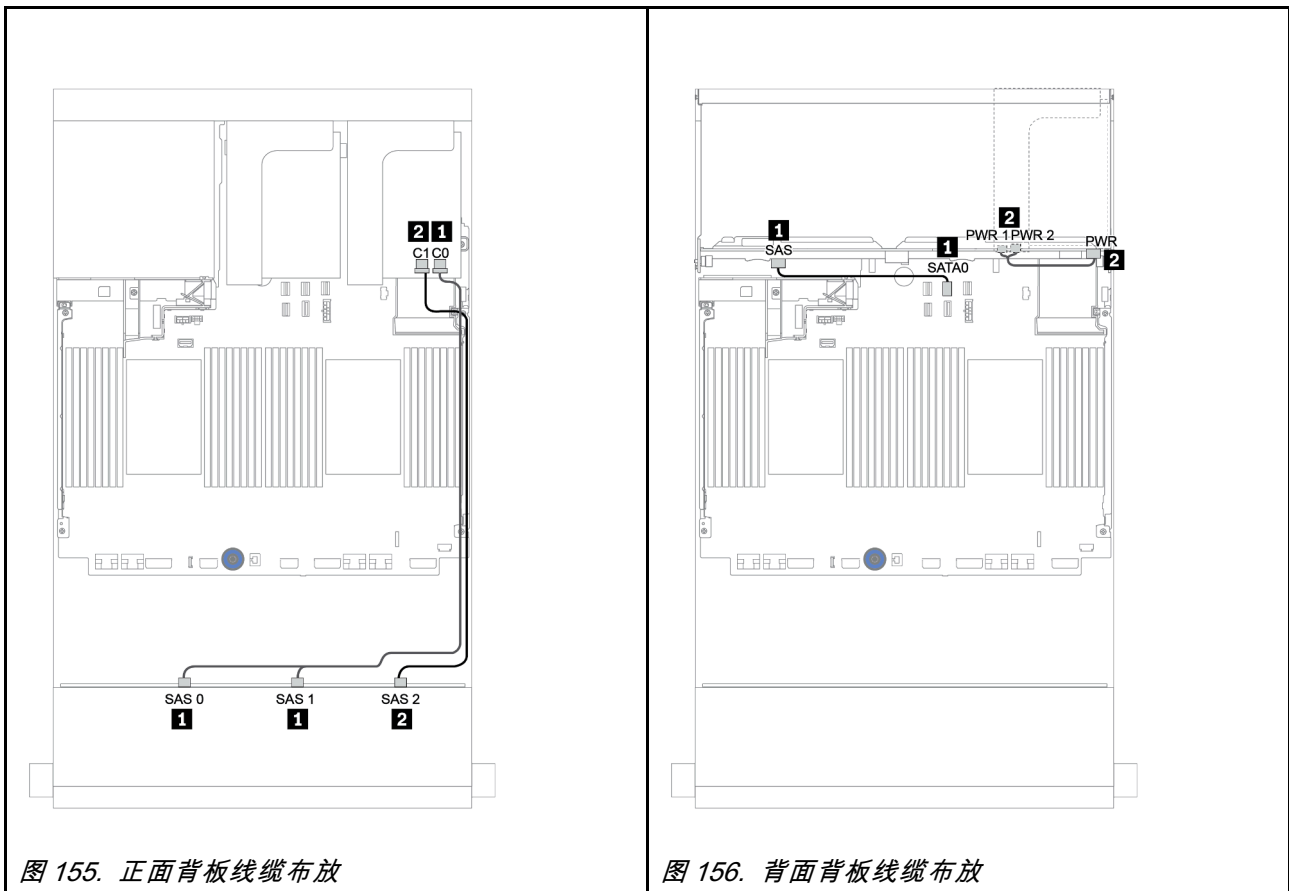 2 1
C1 C0
SAS 0
SAS 1
SAS 2
1
1
2
图 155. 正面背板线缆布放
1
SAS
1
SATA0
2
PWR 1 PWR 2
PWR
2
图 156. 背面背板线缆布放